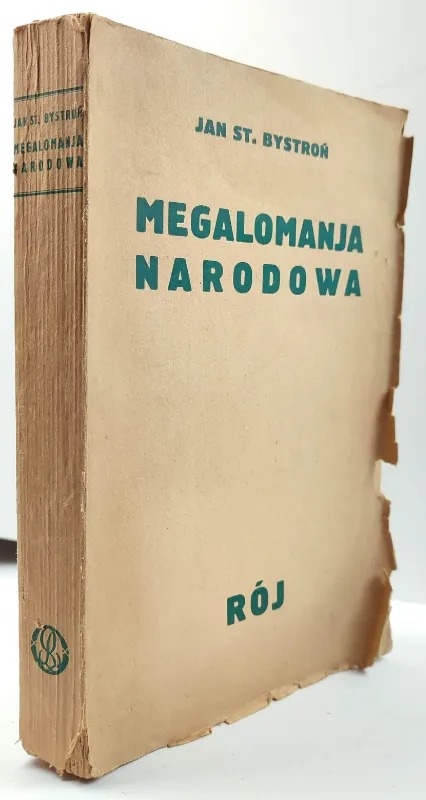 JAN ST. BYSTROŃ
MEGALOMANJA
NARODOWA
RÓJ
JAN ST. BYSTROŃ
MEGALOMANJA
NARODOWA